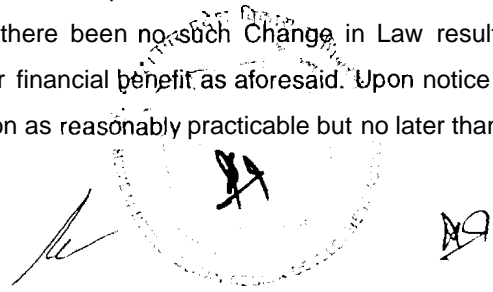 there been no such Change in Law result
r financial benefit as aforesaid. Upon notice
on as reasonably practicable but no later than